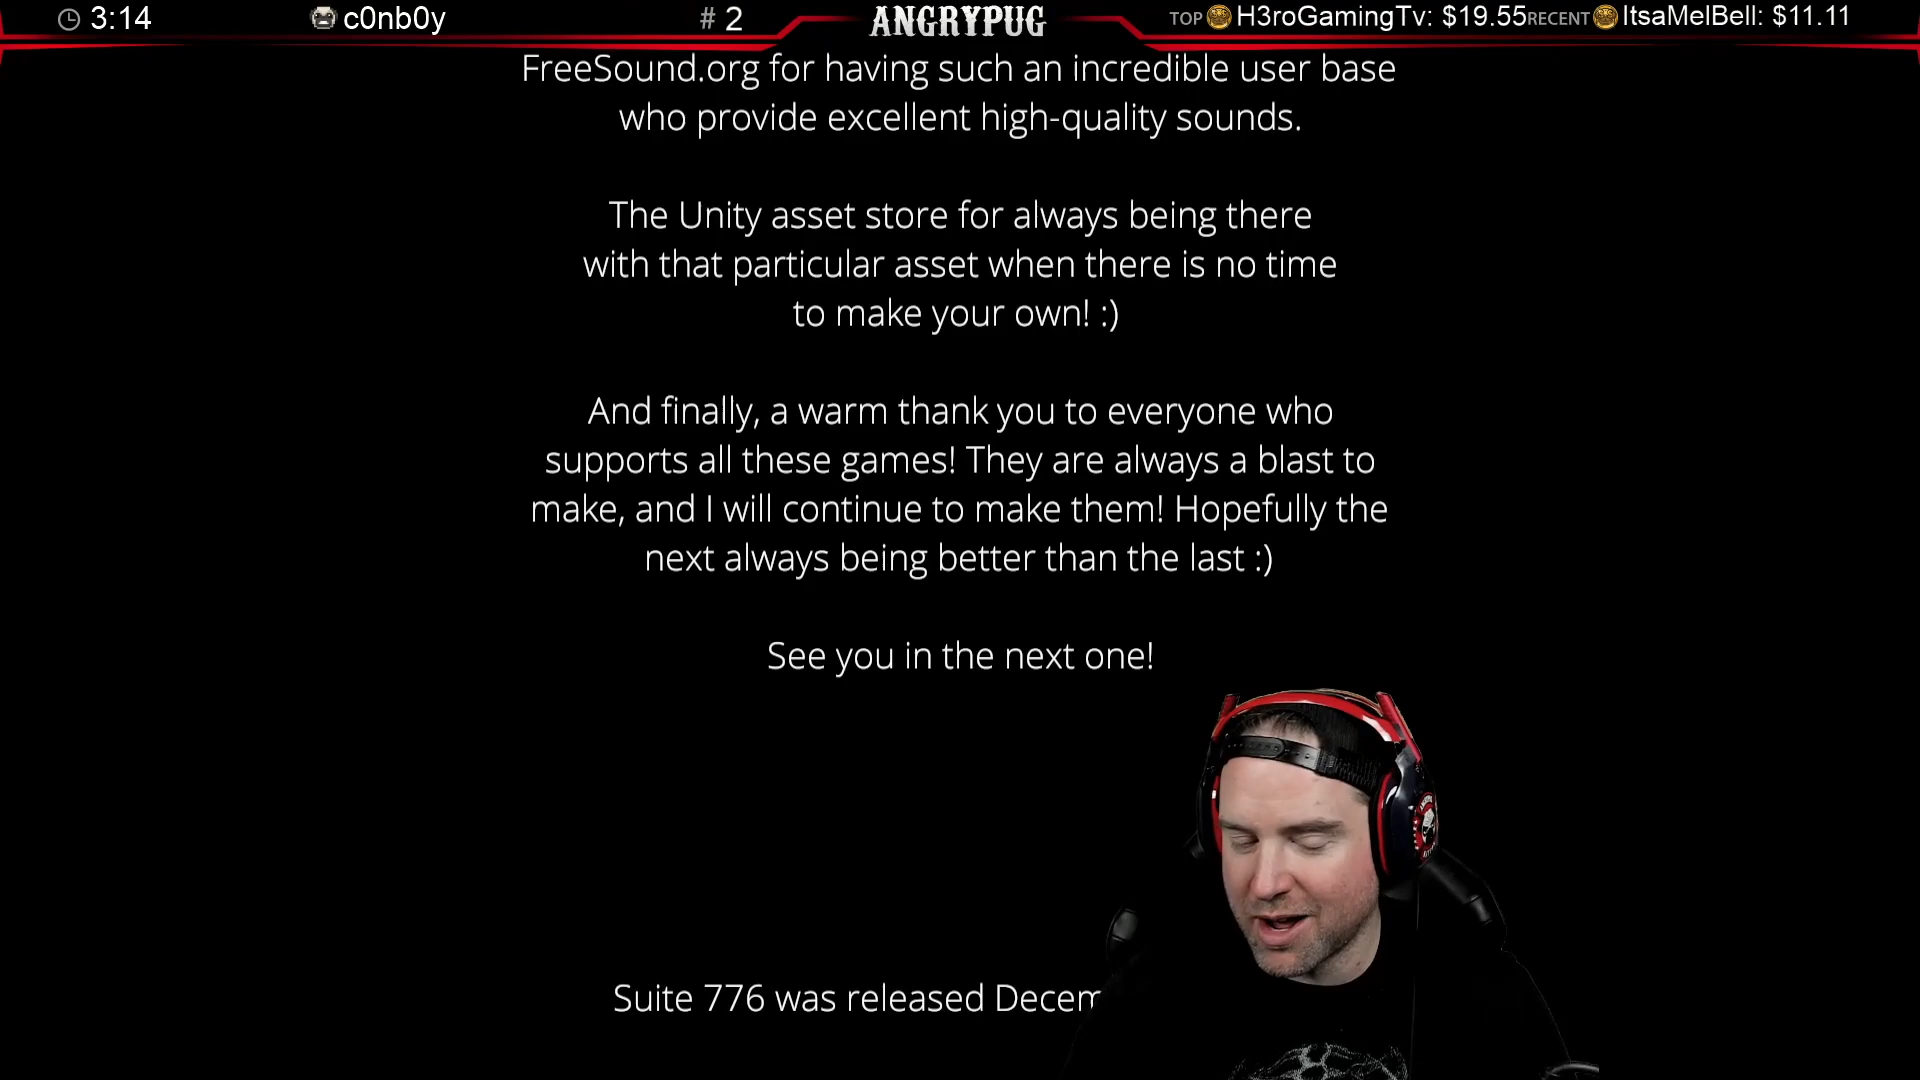 3:14
c0nb0y
# 2
ANGRYPUG
TOP H3roGamingTv: $19.55
RECENT ItsaMelBell: $11.11
FreeSound.org for having such an incredible user base
who provide excellent high-quality sounds.
The Unity asset store for always being there
with that particular asset when there is no time
to make your own! :)
And finally, a warm thank you to everyone who
supports all these games! They are always a blast to
make, and I will continue to make them! Hopefully the
next always being better than the last :)
See you in the next one!
Suite 776 was released Decem